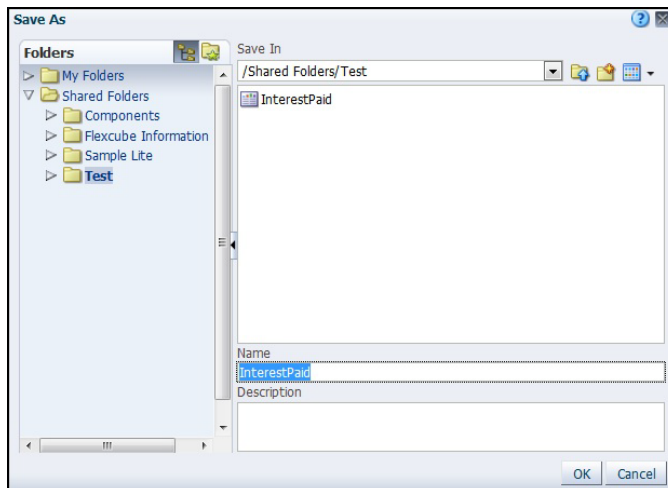 Save As
Folders
My Folders
Shared Folders
Components
Flexcube Information
Sample Lite
Test
Save In
/Shared Folders/Test
InterestPaid
Name
InterestPaid
Description
OK
Cancel